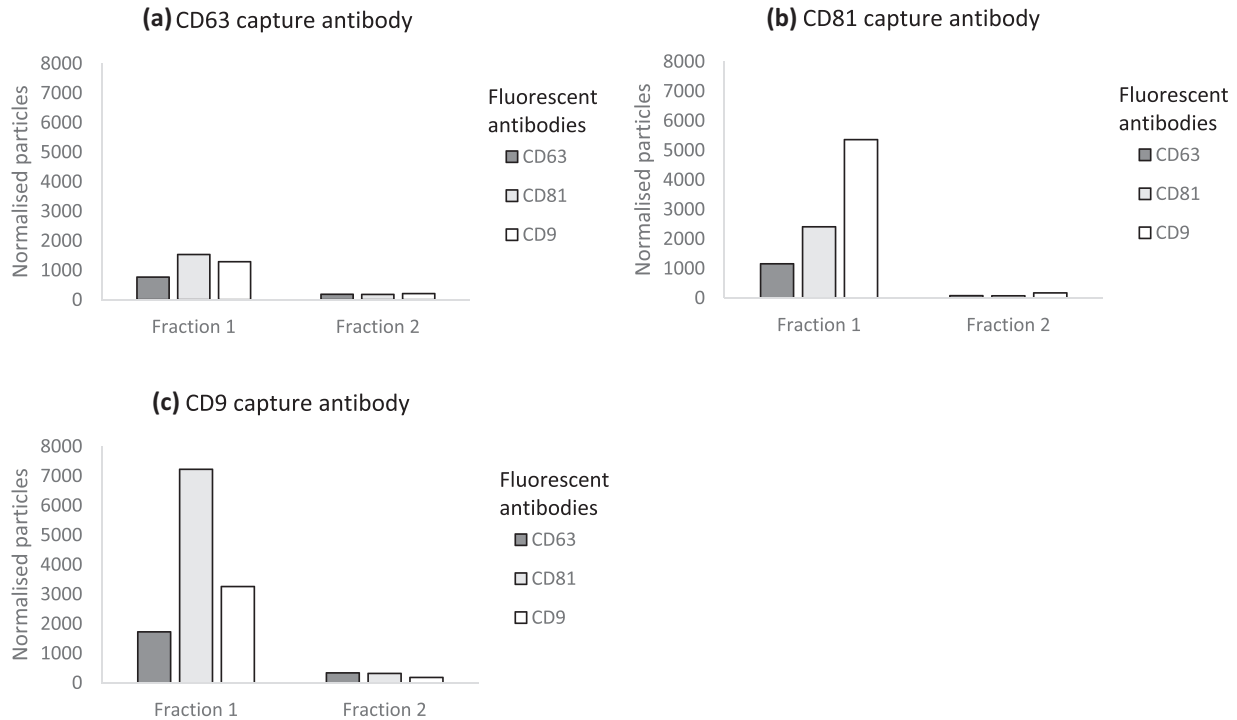 (a) CD63 capture antibody
8000
7000
6000
5000
4000
3000
2000
1000
0
Normalised particles
Fraction 1
Fraction 2
Fluorescent
antibodies
CD63
CD81
CD9
(b) CD81 capture antibody
8000
7000
6000
5000
4000
3000
2000
1000
0
Normalised particles
Fraction 1
Fraction 2
Fluorescent
antibodies
CD63
CD81
CD9
(c) CD9 capture antibody
8000
7000
6000
5000
4000
3000
2000
1000
0
Normalised particles
Fraction 1
Fraction 2
Fluorescent
antibodies
CD63
CD81
CD9